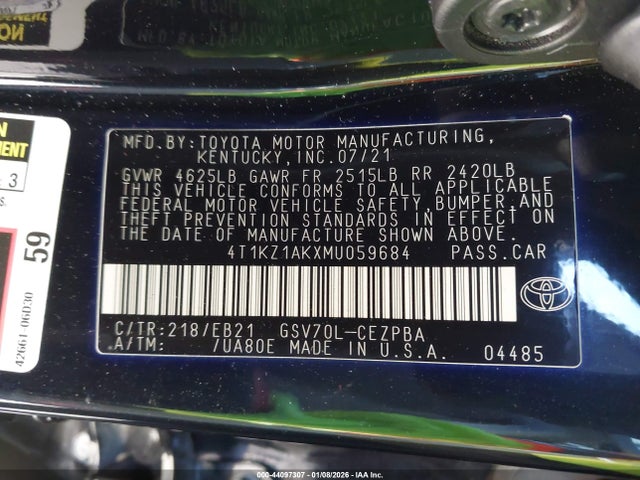 MFD.BY:TOYOTA MOTOR MANUFACTURING,
KENTUCKY,INC.07/21
GVWR 4625LB GAWR FR 2515LB RR 2420LB
THIS VEHICLE CONFORMS TO ALL APPLICABLE
FEDERAL MOTOR VEHICLE SAFETY,BUMPER,AND
THEFT PREVENTION STANDARDS IN EFFECT ON
THE DATE OF MANUFACTURE SHOWN ABOVE.
4T1KZ1AKXMU059684 PASS.CAR
C/TR:218/EB21 GSV70L-CEZPBA
A/TM: /UA80E MADE IN U.S.A. 04485
3
59
42661-06D30
000-44097307 - 01/08/2026 - IAA Inc.